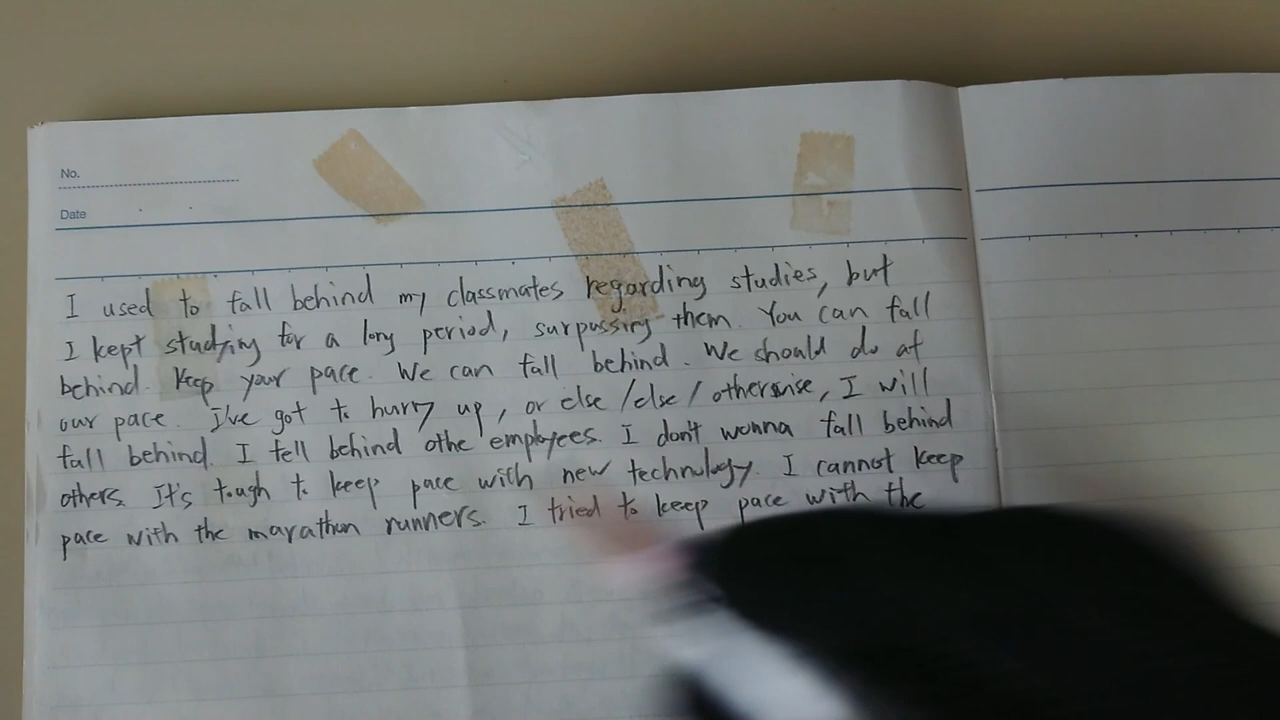 No.
Date
I used to fall behind my classmates regarding studies, but
I kept studying for a long period, surpassing them. You can fall
behind. Keep your pace. We can fall behind. We should do at
our pace. I've got to hurry up, or else / else / otherwise, I will
fall behind. I fell behind othe employees. I don't wanna fall behind
others. It's tough to keep pace with new technology. I cannot keep
pace with the marathon runners. I tried to keep pace with the